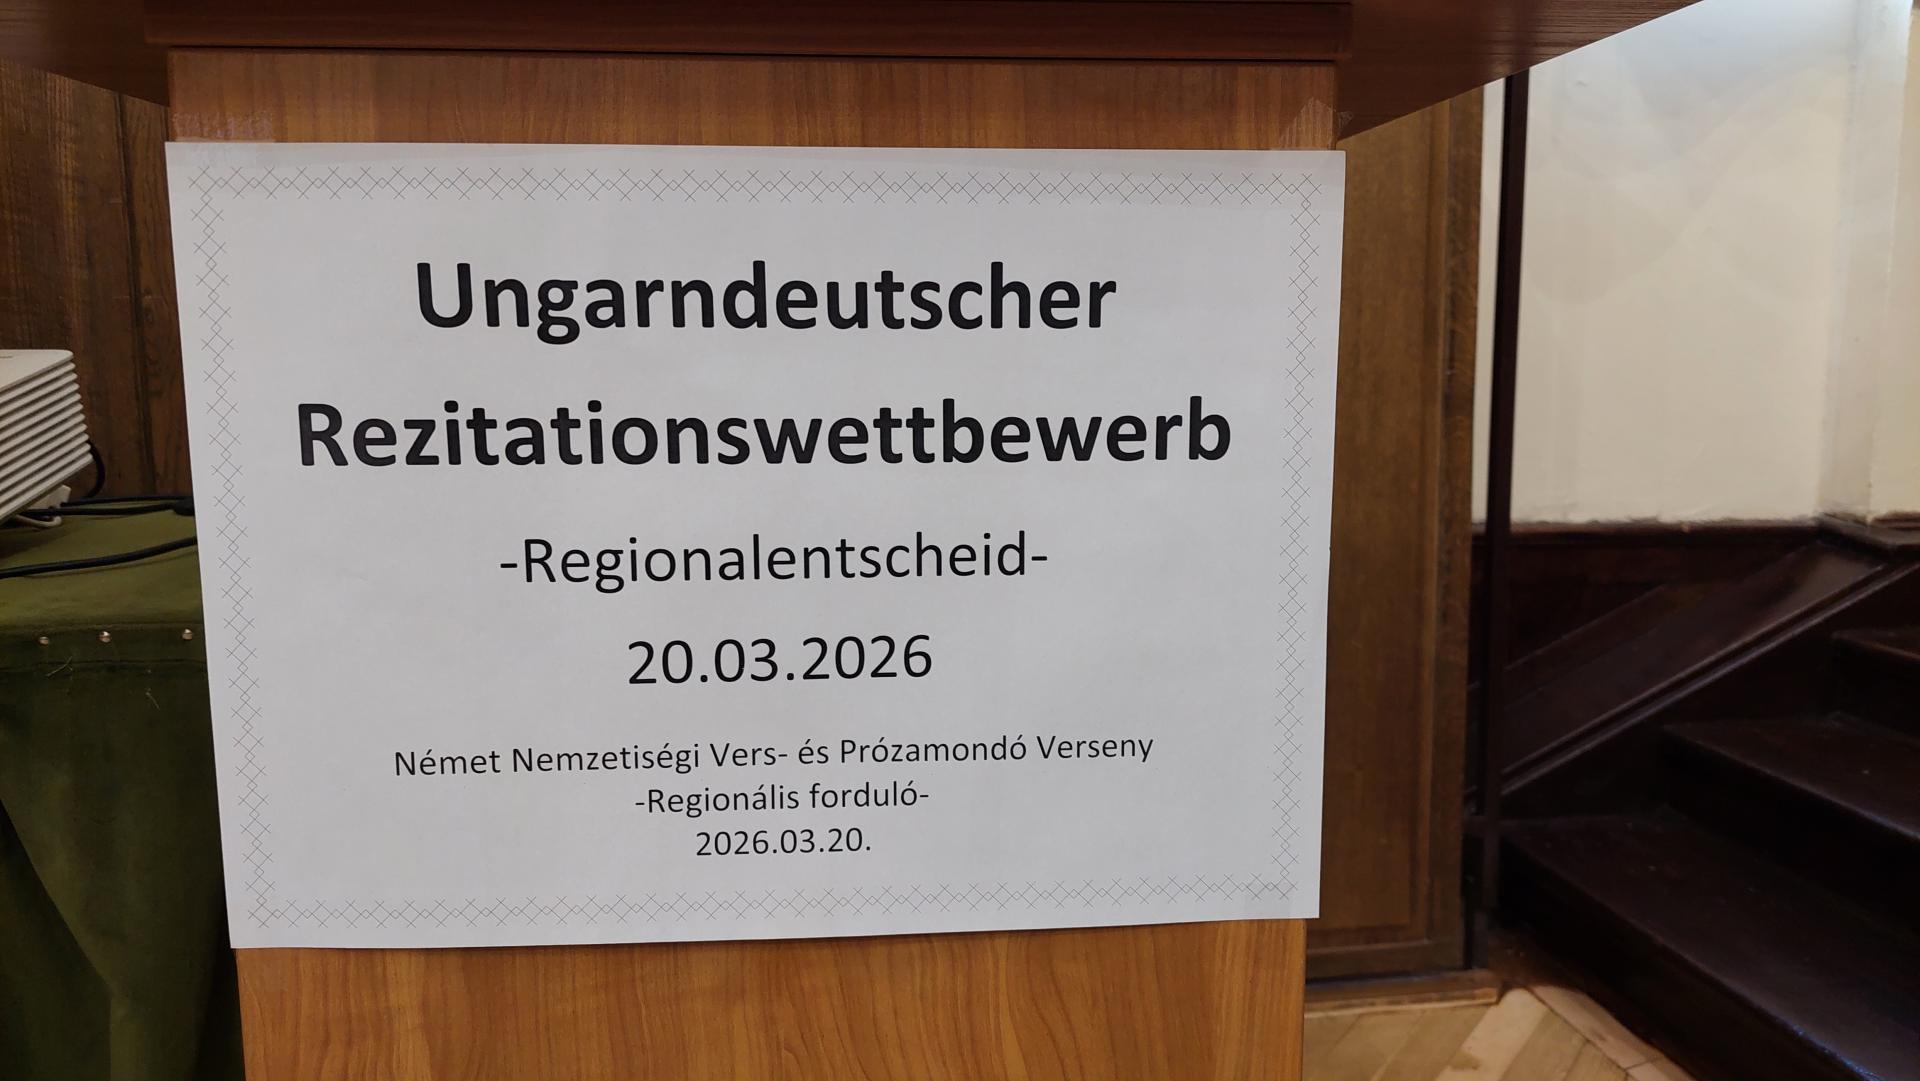 Ungarndeutscher
Rezitationswettbewerb
-Regionalentscheid-
20.03.2026
Német Nemzetiségi Vers- és Prózamondó Verseny
-Regionális forduló-
2026.03.20.